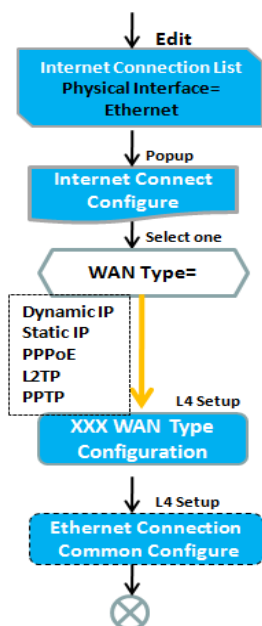 Edit
Internet Connection List
Physical Interface=
Ethernet
Popup
Internet Connect
Configure
Select one
WAN Type=
Dynamic IP
Static IP
PPPoE
L2TP
PPTP
L4 Setup
XXX WAN Type
Configuration
L4 Setup
Ethernet Connection
Common Configure